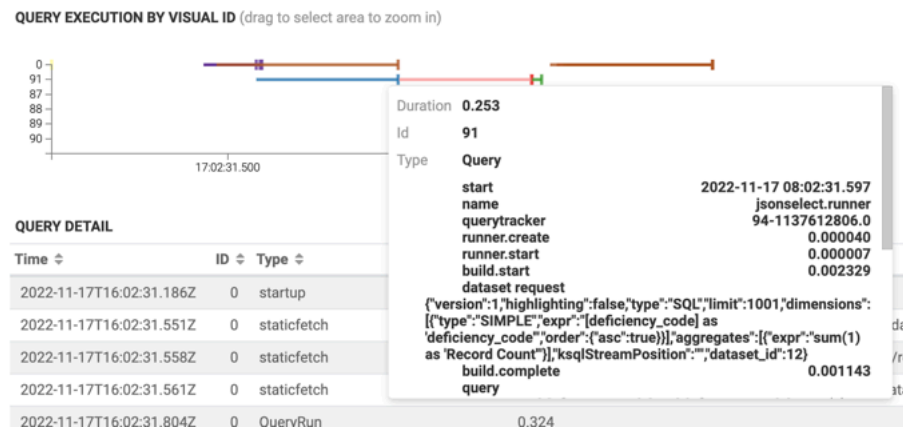 QUERY EXECUTION BY VISUAL ID (drag to select area to zoom in)
0
91
87
88
89
90
17:02:31.500
Duration 0.253
Id 91
Type Query
start 2022-11-17 08:02:31.597
name jsonselect.runner
querytracker 94-1137612806.0
runner.create 0.000040
runner.start 0.000007
build.start 0.002329
dataset request
{"version":1,"highlighting":false,"type":"SQL","limit":1001,"dimensions":
[{"type":"SIMPLE","expr":"[deficiency_code] as
'deficiency_code'","order":{"asc":true}}],"aggregates":[{"expr":"sum(1)
as 'Record Count'"}],"ksqlStreamPosition":"","dataset_id":12}
build.complete 0.001143
query
QUERY DETAIL
Time ID Type
2022-11-17T16:02:31.186Z 0 startup
2022-11-17T16:02:31.551Z 0 staticfetch
2022-11-17T16:02:31.558Z 0 staticfetch
2022-11-17T16:02:31.561Z 0 staticfetch
2022-11-17T16:02:31.804Z 0 QueryRun 0.324